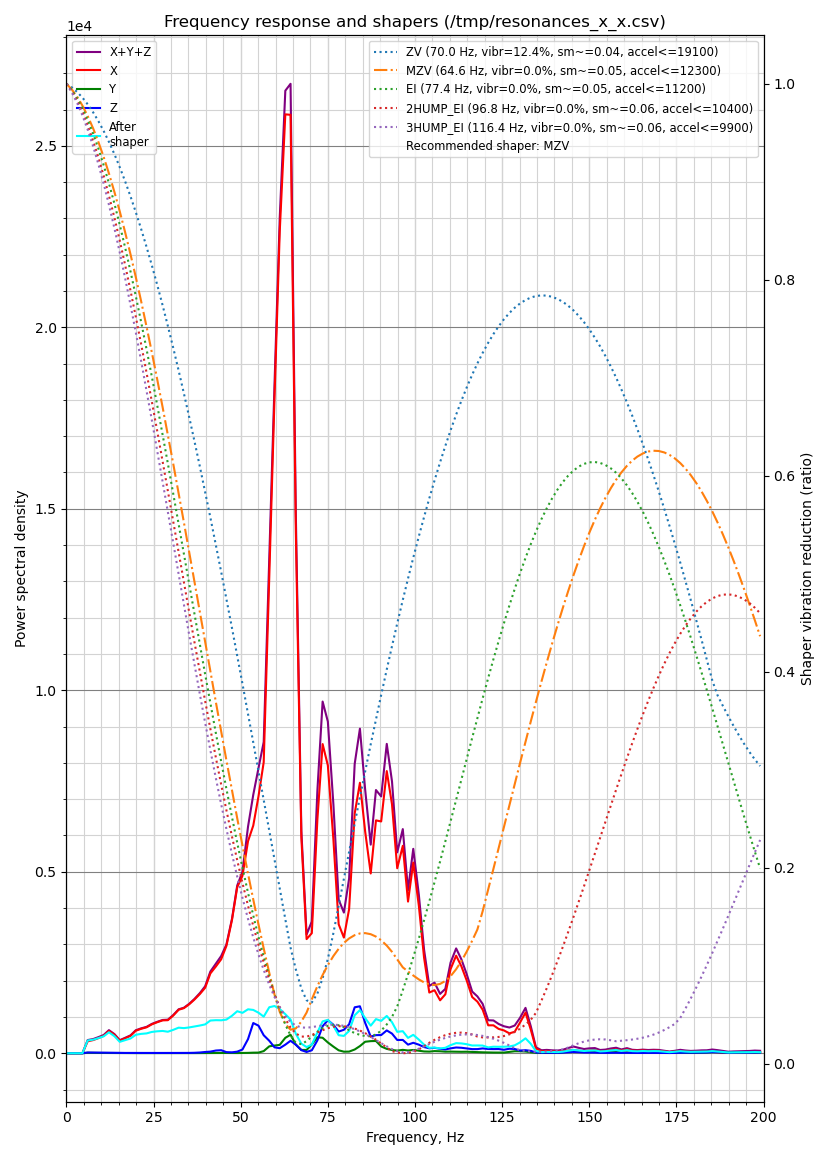 Frequency response and shapers (/tmp/resonances_x_x.csv)
1e4
X+Y+Z
X
Y
Z
After
shaper
ZV (70.0 Hz, vibr=12.4%, sm~=0.04, accel<=19100)
MZV (64.6 Hz, vibr=0.0%, sm~=0.05, accel<=12300)
EI (77.4 Hz, vibr=0.0%, sm~=0.05, accel<=11200)
2HUMP_EI (96.8 Hz, vibr=0.0%, sm~=0.06, accel<=10400)
3HUMP_EI (116.4 Hz, vibr=0.0%, sm~=0.06, accel<=9900)
Recommended shaper: MZV
Power spectral density
2.5
2.0
1.5
1.0
0.5
0.0
1.0
0.8
0.6
0.4
0.2
0.0
Shaper vibration reduction (ratio)
0 25 50 75 100 125 150 175 200
Frequency, Hz